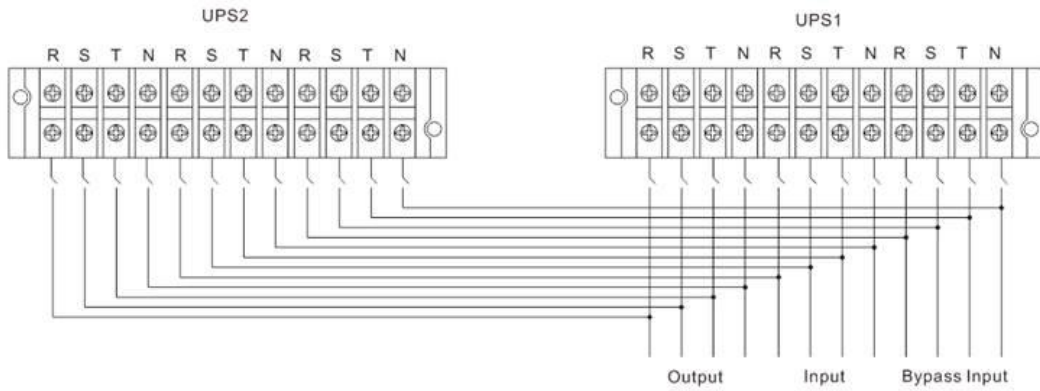 UPS2
UPS1
R S T N R S T N R S T N
R S T N R S T N R S T N
Output
Input
Bypass Input